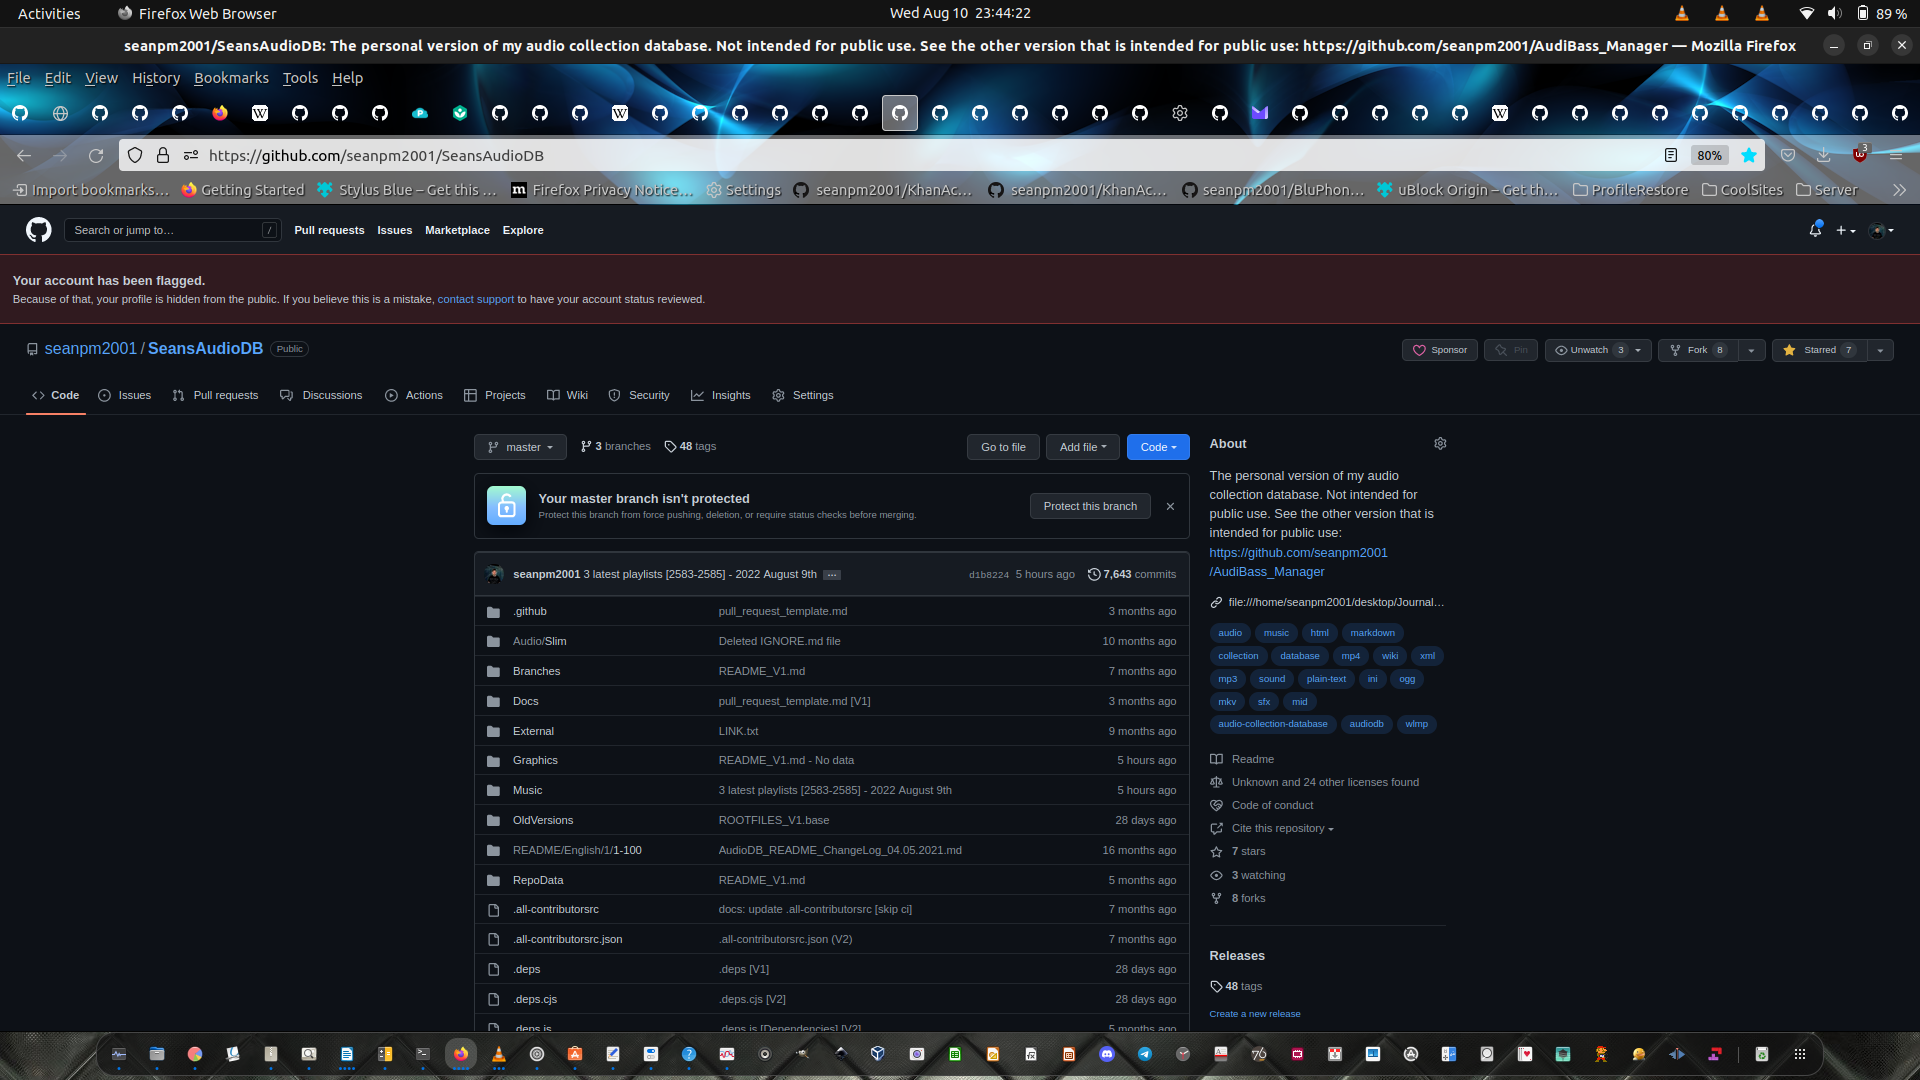 Activities
Firefox Web Browser
Wed Aug 10  23:44:22
89 %
seanpm2001/SeansAudioDB: The personal version of my audio collection database. Not intended for public use. See the other version that is intended for public use: https://github.com/seanpm2001/AudiBass_Manager — Mozilla Firefox
File Edit View History Bookmarks Tools Help
https://github.com/seanpm2001/SeansAudioDB
80%
3
Import bookmarks… Getting Started Stylus Blue – Get this … Firefox Privacy Notice… Settings seanpm2001/KhanAc… seanpm2001/KhanAc… seanpm2001/BluPhon… uBlock Origin – Get th… ProfileRestore CoolSites Server
Search or jump to… /
Pull requests Issues Marketplace Explore
Your account has been flagged.
Because of that, your profile is hidden from the public. If you believe this is a mistake, contact support to have your account status reviewed.
seanpm2001 / SeansAudioDB Public
Sponsor Pin Unwatch 3 Fork 8 Starred 7
Code Issues Pull requests Discussions Actions Projects Wiki Security Insights Settings
master 3 branches 48 tags
Go to file Add file Code
Your master branch isn't protected
Protect this branch from force pushing, deletion, or require status checks before merging.
Protect this branch
seanpm2001 3 latest playlists [2583-2585] - 2022 August 9th … d1b8224 5 hours ago 7,643 commits
.github pull_request_template.md 3 months ago
Audio/Slim Deleted IGNORE.md file 10 months ago
Branches README_V1.md 7 months ago
Docs pull_request_template.md [V1] 3 months ago
External LINK.txt 9 months ago
Graphics README_V1.md - No data 5 hours ago
Music 3 latest playlists [2583-2585] - 2022 August 9th 5 hours ago
OldVersions ROOTFILES_V1.base 28 days ago
README/English/1/1-100 AudioDB_README_ChangeLog_04.05.2021.md 16 months ago
RepoData README_V1.md 5 months ago
.all-contributorsrc docs: update .all-contributorsrc [skip ci] 7 months ago
.all-contributorsrc.json .all-contributorsrc.json (V2) 7 months ago
.deps .deps [V1] 28 days ago
.deps.cjs .deps.cjs [V2] 28 days ago
.deps.js .deps.js [Dependencies] [V2] 5 months ago
About
The personal version of my audio
collection database. Not intended for
public use. See the other version that is
intended for public use:
https://github.com/seanpm2001
/AudiBass_Manager
file:///home/seanpm2001/desktop/Journal…
audio music html markdown
collection database mp4 wiki xml
mp3 sound plain-text ini ogg
mkv sfx mid
audio-collection-database audiodb wlmp
Readme
Unknown and 24 other licenses found
Code of conduct
Cite this repository
7 stars
3 watching
8 forks
Releases
48 tags
Create a new release